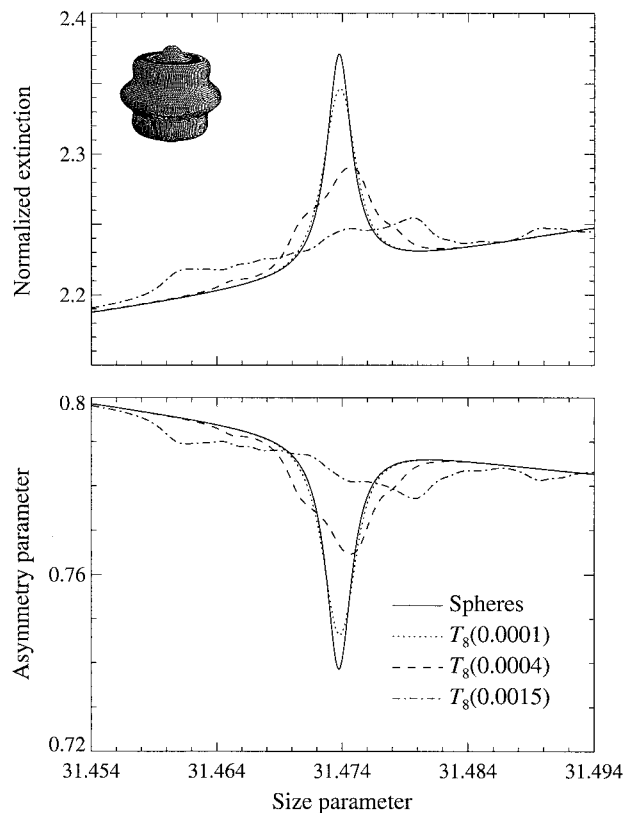 2.4
2.3
2.2
Normalized extinction
0.8
0.76
0.72
Asymmetry parameter
Spheres
T₈(0.0001)
T₈(0.0004)
T₈(0.0015)
31.454 31.464 31.474 31.484 31.494
Size parameter